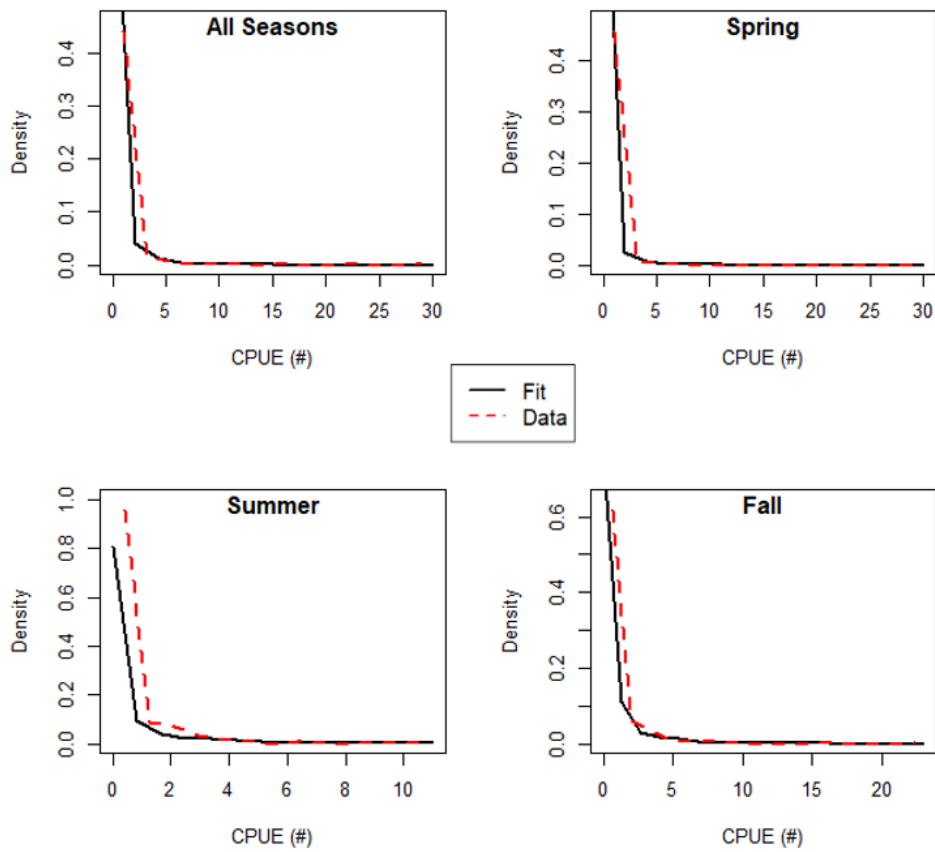 All Seasons
Density
0.0 0.1 0.2 0.3 0.4
0 5 10 15 20 25 30
CPUE (#)
Spring
Density
0.0 0.1 0.2 0.3 0.4
0 5 10 15 20 25 30
CPUE (#)
Fit
Data
Summer
Density
0.0 0.2 0.4 0.6 0.8 1.0
0 2 4 6 8 10
CPUE (#)
Fall
Density
0.0 0.2 0.4 0.6
0 5 10 15 20
CPUE (#)